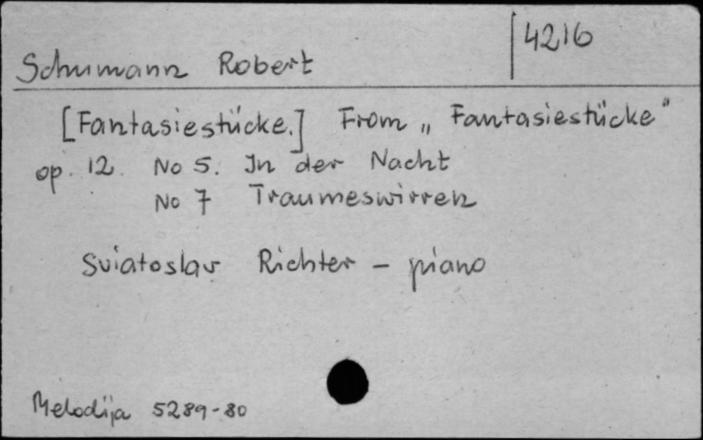 4216
Schumann Robert
[Fantasiestücke.] From „ Fantasiestücke"
op. 12. No 5. In der Nacht
No 7 Traumeswirren
Sviatoslav Richter – piano
Melodija 5289-80